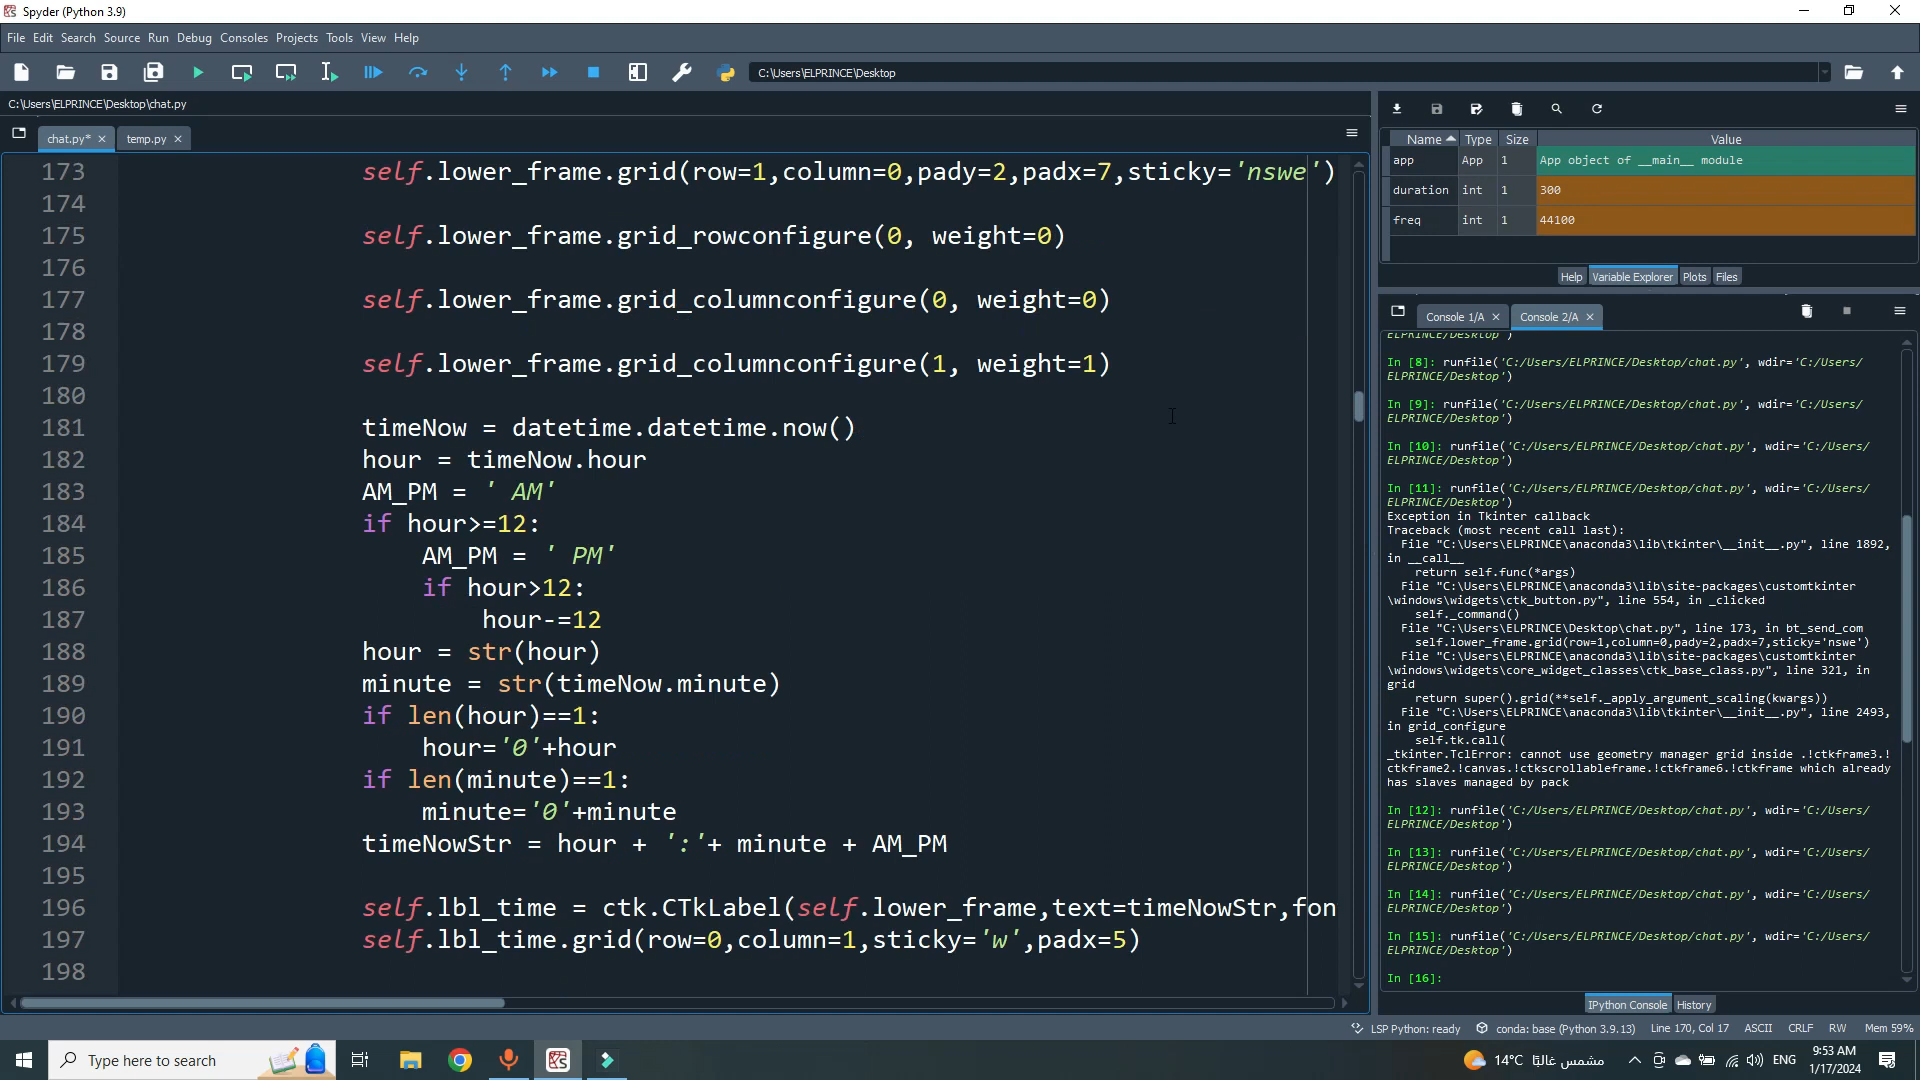 Spyder (Python 3.9)
File Edit Search Source Run Debug Consoles Projects Tools View Help
C:\Users\ELPRINCE\Desktop
C:\Users\ELPRINCE\Desktop\chat.py
chat.py*
temp.py
173 self.lower_frame.grid(row=1,column=0,pady=2,padx=7,sticky='nswe')
174
175 self.lower_frame.grid_rowconfigure(0, weight=0)
176
177 self.lower_frame.grid_columnconfigure(0, weight=0)
178
179 self.lower_frame.grid_columnconfigure(1, weight=1)
180
181 timeNow = datetime.datetime.now()
182 hour = timeNow.hour
183 AM_PM = ' AM'
184 if hour>=12:
185 AM_PM = ' PM'
186 if hour>12:
187 hour-=12
188 hour = str(hour)
189 minute = str(timeNow.minute)
190 if len(hour)==1:
191 hour='0'+hour
192 if len(minute)==1:
193 minute='0'+minute
194 timeNowStr = hour + ':'+ minute + AM_PM
195
196 self.lbl_time = ctk.CTkLabel(self.lower_frame,text=timeNowStr,fon
197 self.lbl_time.grid(row=0,column=1,sticky='w',padx=5)
198
Name Type Size Value
app App 1 App object of __main__ module
duration int 1 300
freq int 1 44100
Help Variable Explorer Plots Files
Console 1/A Console 2/A
ELPRINCE/Desktop')
In [8]: runfile('C:/Users/ELPRINCE/Desktop/chat.py', wdir='C:/Users/
ELPRINCE/Desktop')
In [9]: runfile('C:/Users/ELPRINCE/Desktop/chat.py', wdir='C:/Users/
ELPRINCE/Desktop')
In [10]: runfile('C:/Users/ELPRINCE/Desktop/chat.py', wdir='C:/Users/
ELPRINCE/Desktop')
In [11]: runfile('C:/Users/ELPRINCE/Desktop/chat.py', wdir='C:/Users/
ELPRINCE/Desktop')
Exception in Tkinter callback
Traceback (most recent call last):
File "C:\Users\ELPRINCE\anaconda3\lib\tkinter\__init__.py", line 1892,
in __call__
return self.func(*args)
File "C:\Users\ELPRINCE\anaconda3\lib\site-packages\customtkinter
\windows\widgets\ctk_button.py", line 554, in _clicked
self._command()
File "C:\Users\ELPRINCE\Desktop\chat.py", line 173, in bt_send_com
self.lower_frame.grid(row=1,column=0,pady=2,padx=7,sticky='nswe')
File "C:\Users\ELPRINCE\anaconda3\lib\site-packages\customtkinter
\windows\widgets\core_widget_classes\ctk_base_class.py", line 321, in
grid
return super().grid(**self._apply_argument_scaling(kwargs))
File "C:\Users\ELPRINCE\anaconda3\lib\tkinter\__init__.py", line 2493,
in grid_configure
self.tk.call(
_tkinter.TclError: cannot use geometry manager grid inside .!ctkframe3.!
ctkframe2.!canvas.!ctkscrollableframe.!ctkframe6.!ctkframe which already
has slaves managed by pack
In [12]: runfile('C:/Users/ELPRINCE/Desktop/chat.py', wdir='C:/Users/
ELPRINCE/Desktop')
In [13]: runfile('C:/Users/ELPRINCE/Desktop/chat.py', wdir='C:/Users/
ELPRINCE/Desktop')
In [14]: runfile('C:/Users/ELPRINCE/Desktop/chat.py', wdir='C:/Users/
ELPRINCE/Desktop')
In [15]: runfile('C:/Users/ELPRINCE/Desktop/chat.py', wdir='C:/Users/
ELPRINCE/Desktop')
In [16]:
IPython Console History
LSP Python: ready conda: base (Python 3.9.13) Line 170, Col 17 ASCII CRLF RW Mem 59%
Type here to search
14°C مشمس غالبًا
ENG
9:53 AM
1/17/2024